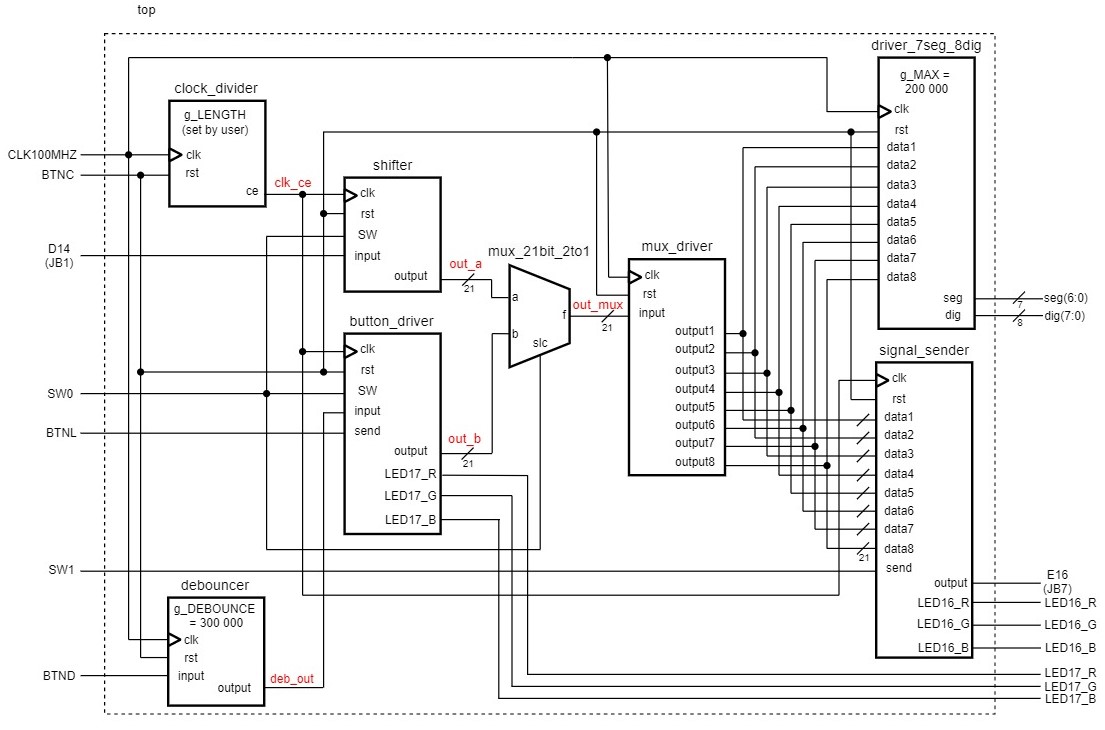 top
driver_7seg_8dig
g_MAX =
200 000
clk
rst
data1
data2
data3
data4
data5
data6
data7
data8
seg
dig
7
8
seg(6:0)
dig(7:0)
clock_divider
g_LENGTH
(set by user)
clk
rst
ce
CLK100MHZ
BTNC
clk_ce
shifter
clk
rst
SW
input
output
D14
(JB1)
out_a
21
mux_21bit_2to1
a
b
f
slc
out_mux
21
mux_driver
clk
rst
input
output1
output2
output3
output4
output5
output6
output7
output8
button_driver
clk
rst
SW
input
send
output
LED17_R
LED17_G
LED17_B
SW0
BTNL
out_b
21
signal_sender
clk
rst
data1
data2
data3
data4
data5
data6
data7
data8
21
send
output
LED16_R
LED16_G
LED16_B
SW1
E16
(JB7)
LED16_R
LED16_G
LED16_B
LED17_R
LED17_G
LED17_B
debouncer
g_DEBOUNCE
= 300 000
clk
rst
input
output
BTND
deb_out